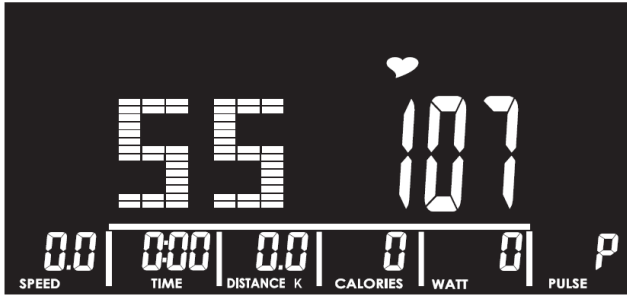 55 107
0.0 0:00 0.0 0 0 P
SPEED TIME DISTANCE K CALORIES WATT PULSE